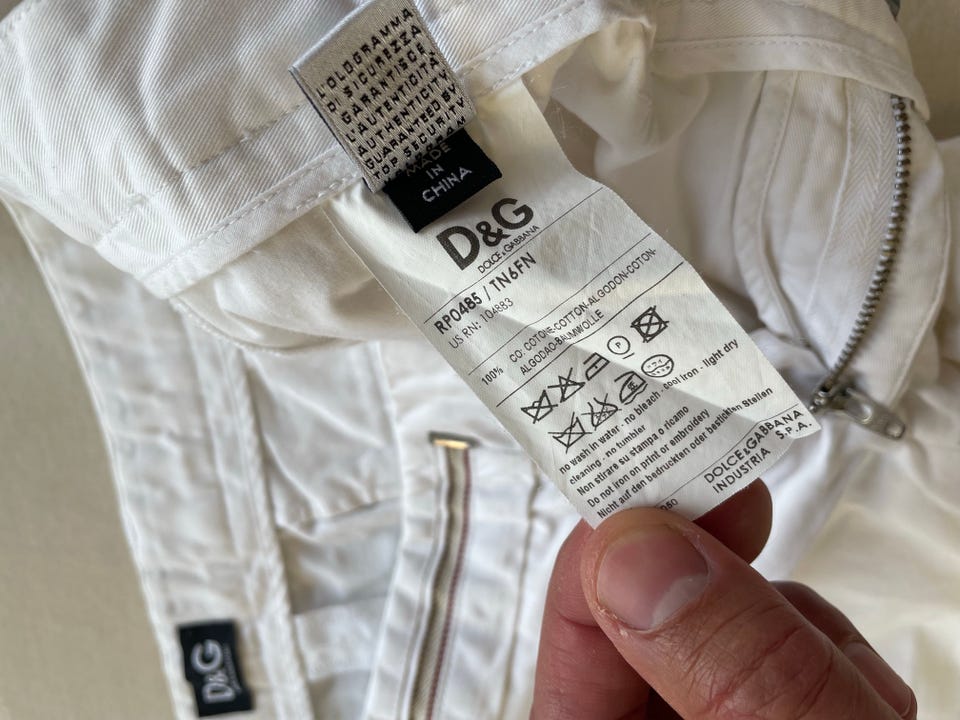 L'OLOGRAMMA
DI SICUREZZA
GARANTISCE
L'AUTENTICITÀ.
AUTHENTICITY
GUARANTEED BY
TOP SECURITY
MADE
IN
CHINA
D&G
DOLCE & GABBANA
RP0485 / TN6FN
US RN: 104883
100% CO: COTONE-COTTON-ALGODON-COTON-
ALGODAO-BAUMWOLLE
P
no wash in water - no bleach - cool iron - light dry
cleaning - no tumbler
Non stirare su stampa o ricamo
Do not iron on print or embroidery
Nicht auf den bedruckten oder bestickten Stellen
DOLCE & GABBANA
INDUSTRIA S.P.A.
D&G